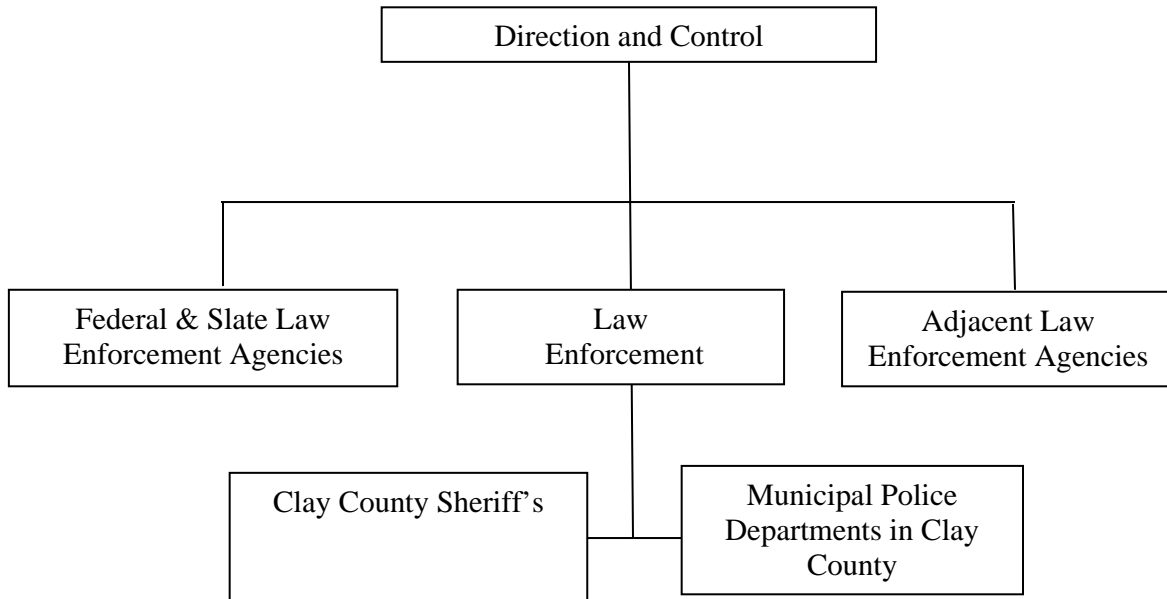 Direction and Control
Federal & Slate Law
Enforcement Agencies
Law
Enforcement
Adjacent Law
Enforcement Agencies
Clay County Sheriff’s
Municipal Police
Departments in Clay
County